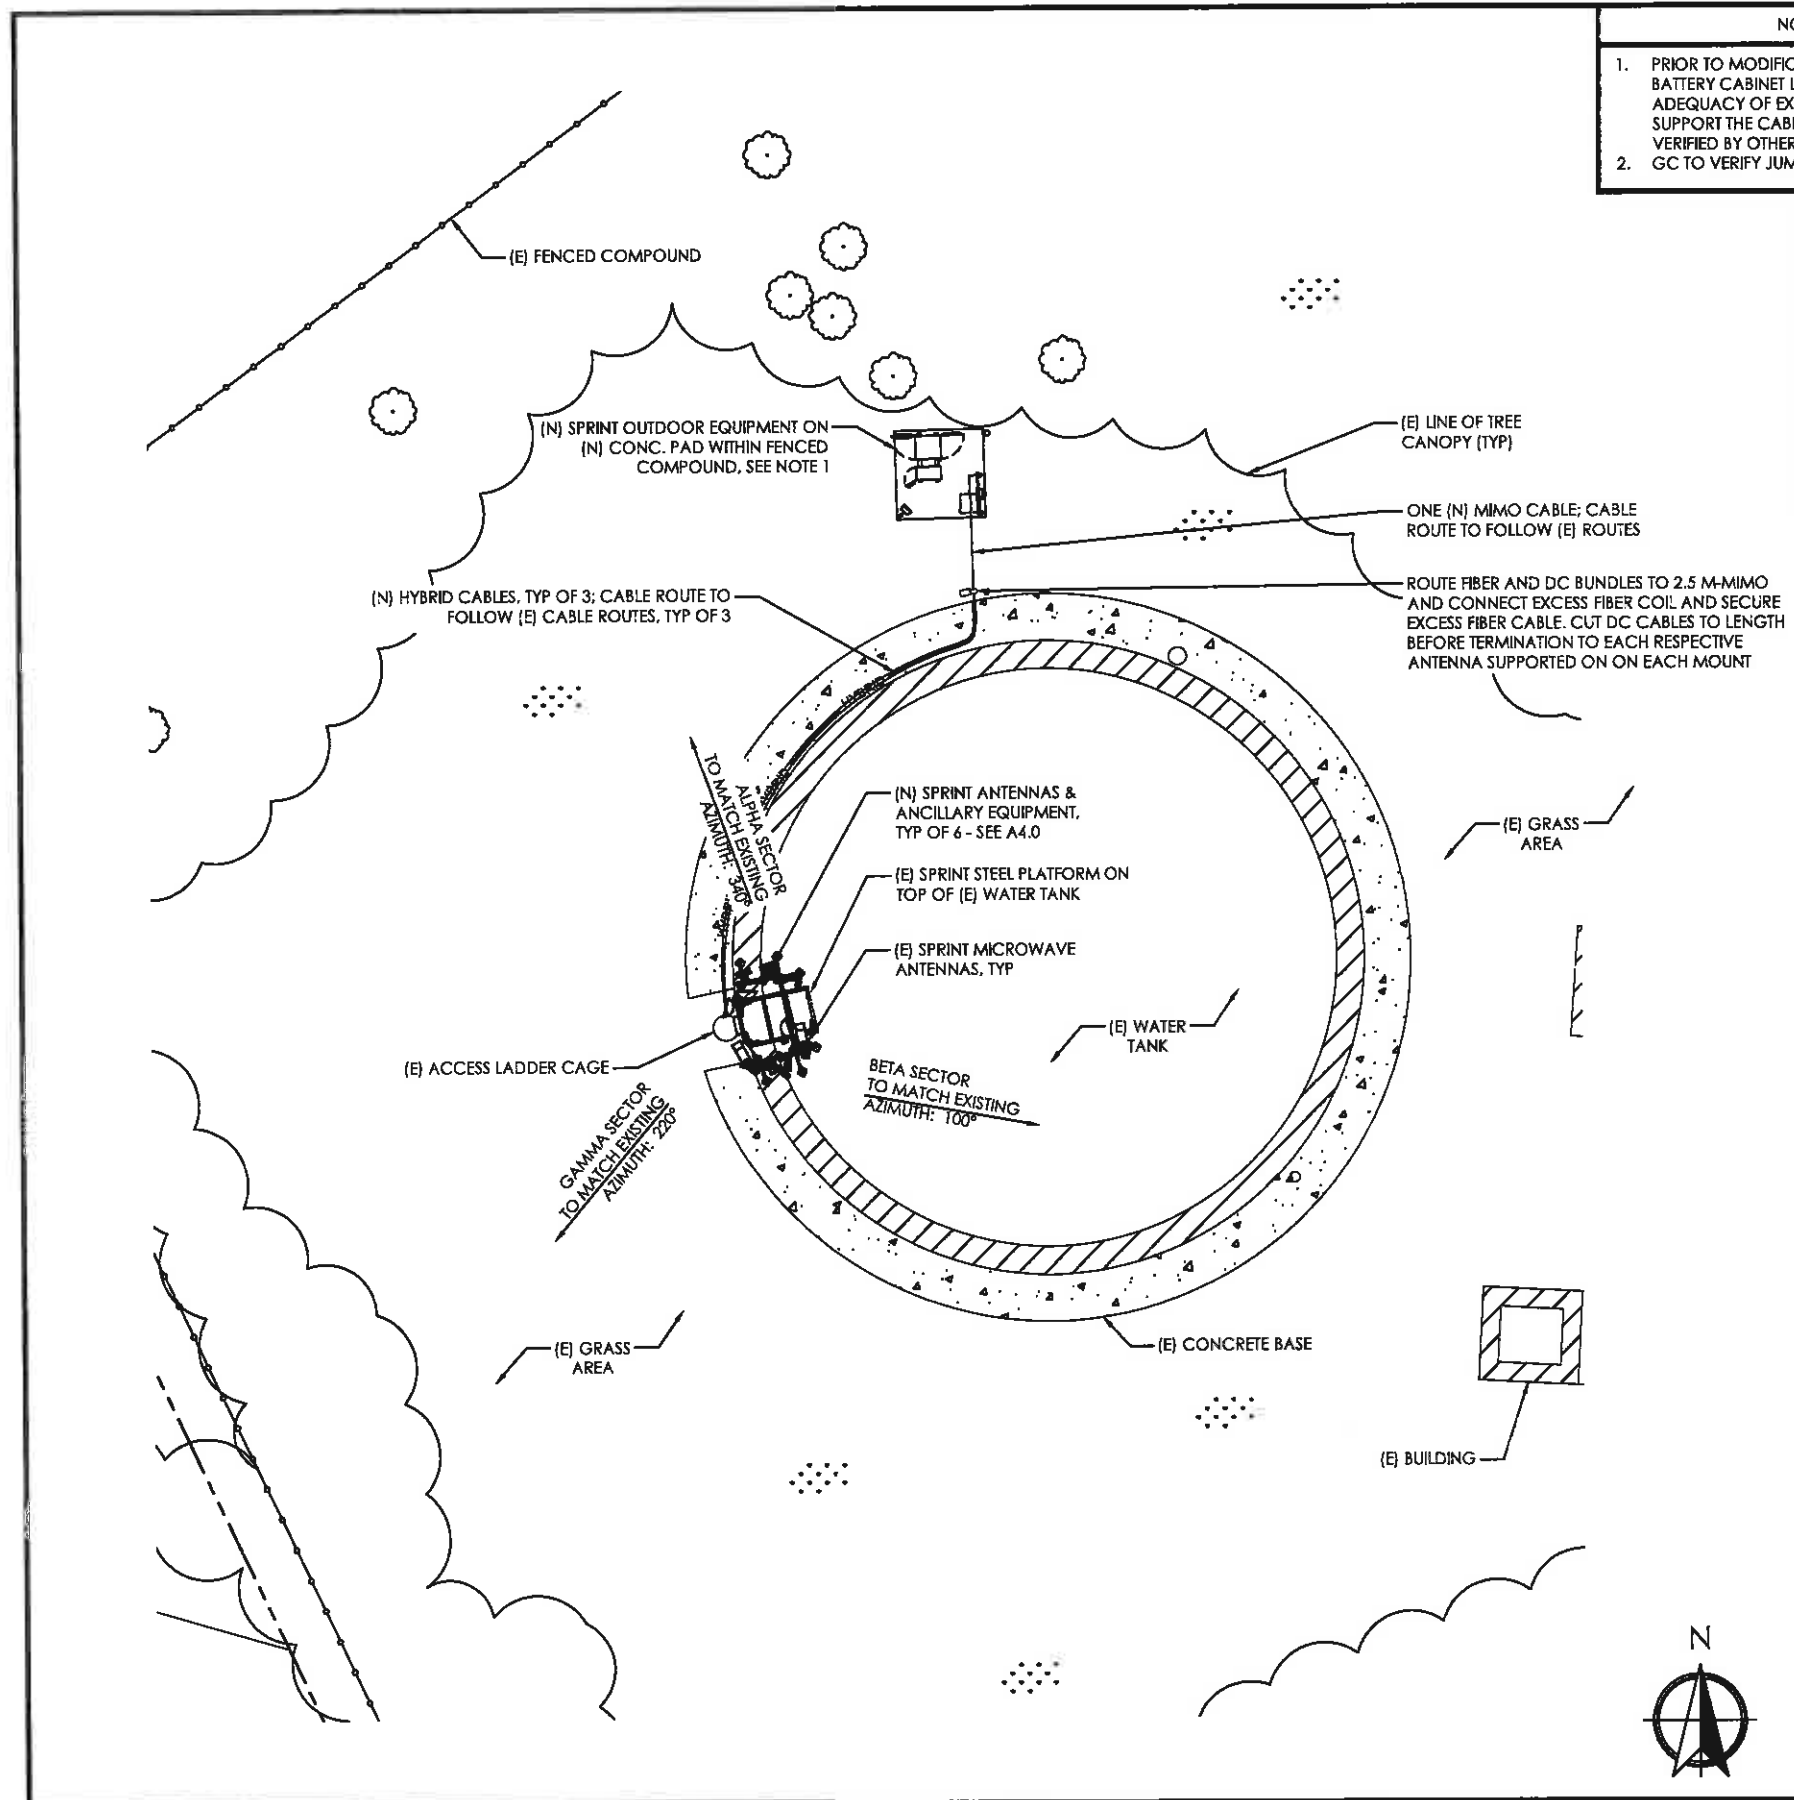 1. PRIOR TO
BATTERY CABINET
ADEQUACY OF
SUPPORT THE
VERIFIED BY
2. GC TO VERIFY
(E) FENCED COMPOUND
(N) SPRINT OUTDOOR EQUIPMENT ON
(N) CONC. PAD WITHIN FENCED
COMPOUND, SEE NOTE 1
(E) LINE OF TREE
CANOPY (TYP)
ONE (N) MIMO CABLE; CABLE
ROUTE TO FOLLOW (E) ROUTES
(N) HYBRID CABLES, TYP OF 3; CABLE ROUTE TO
FOLLOW (E) CABLE ROUTES, TYP OF 3
ROUTE FIBER AND DC BUNDLES TO 2.5 M-MIMO
AND CONNECT EXCESS FIBER COIL AND SECURE
EXCESS FIBER CABLE. CUT DC CABLES TO LENGTH
BEFORE TERMINATION TO EACH RESPECTIVE
ANTENNA SUPPORTED ON ON EACH MOUNT
HYBRID
ALPHA SECTOR
TO MATCH EXISTING
AZIMUTH: 340°
(N) SPRINT ANTENNAS &
ANCILLARY EQUIPMENT,
TYP OF 6 - SEE A4.0
(E) GRASS
AREA
(E) SPRINT STEEL PLATFORM ON
TOP OF (E) WATER TANK
(E) SPRINT MICROWAVE
ANTENNAS, TYP
(E) WATER
TANK
(E) ACCESS LADDER CAGE
BETA SECTOR
TO MATCH EXISTING
AZIMUTH: 100°
GAMMA SECTOR
TO MATCH EXISTING
AZIMUTH: 220°
(E) GRASS
AREA
(E) CONCRETE BASE
(E) BUILDING
N